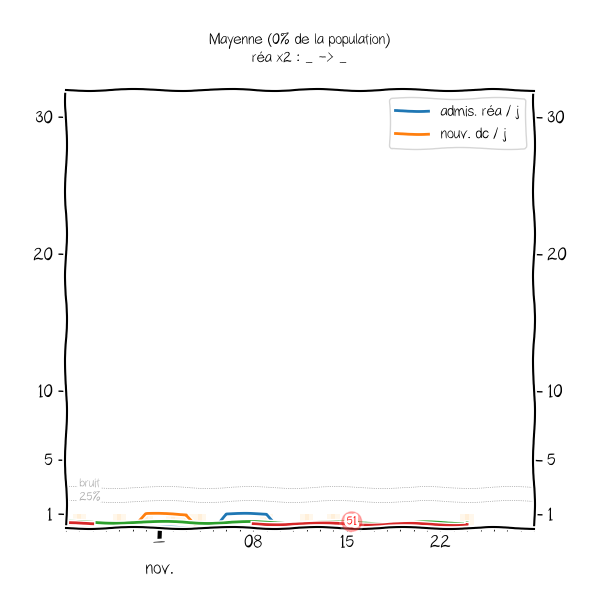 Mayenne (0% de la population)
réa x2 : _ -> _
admis. réa / j
nouv. dc / j
30
30
20
20
10
10
5
5
bruit
25%
1
1
51
1
08
15
22
nov.